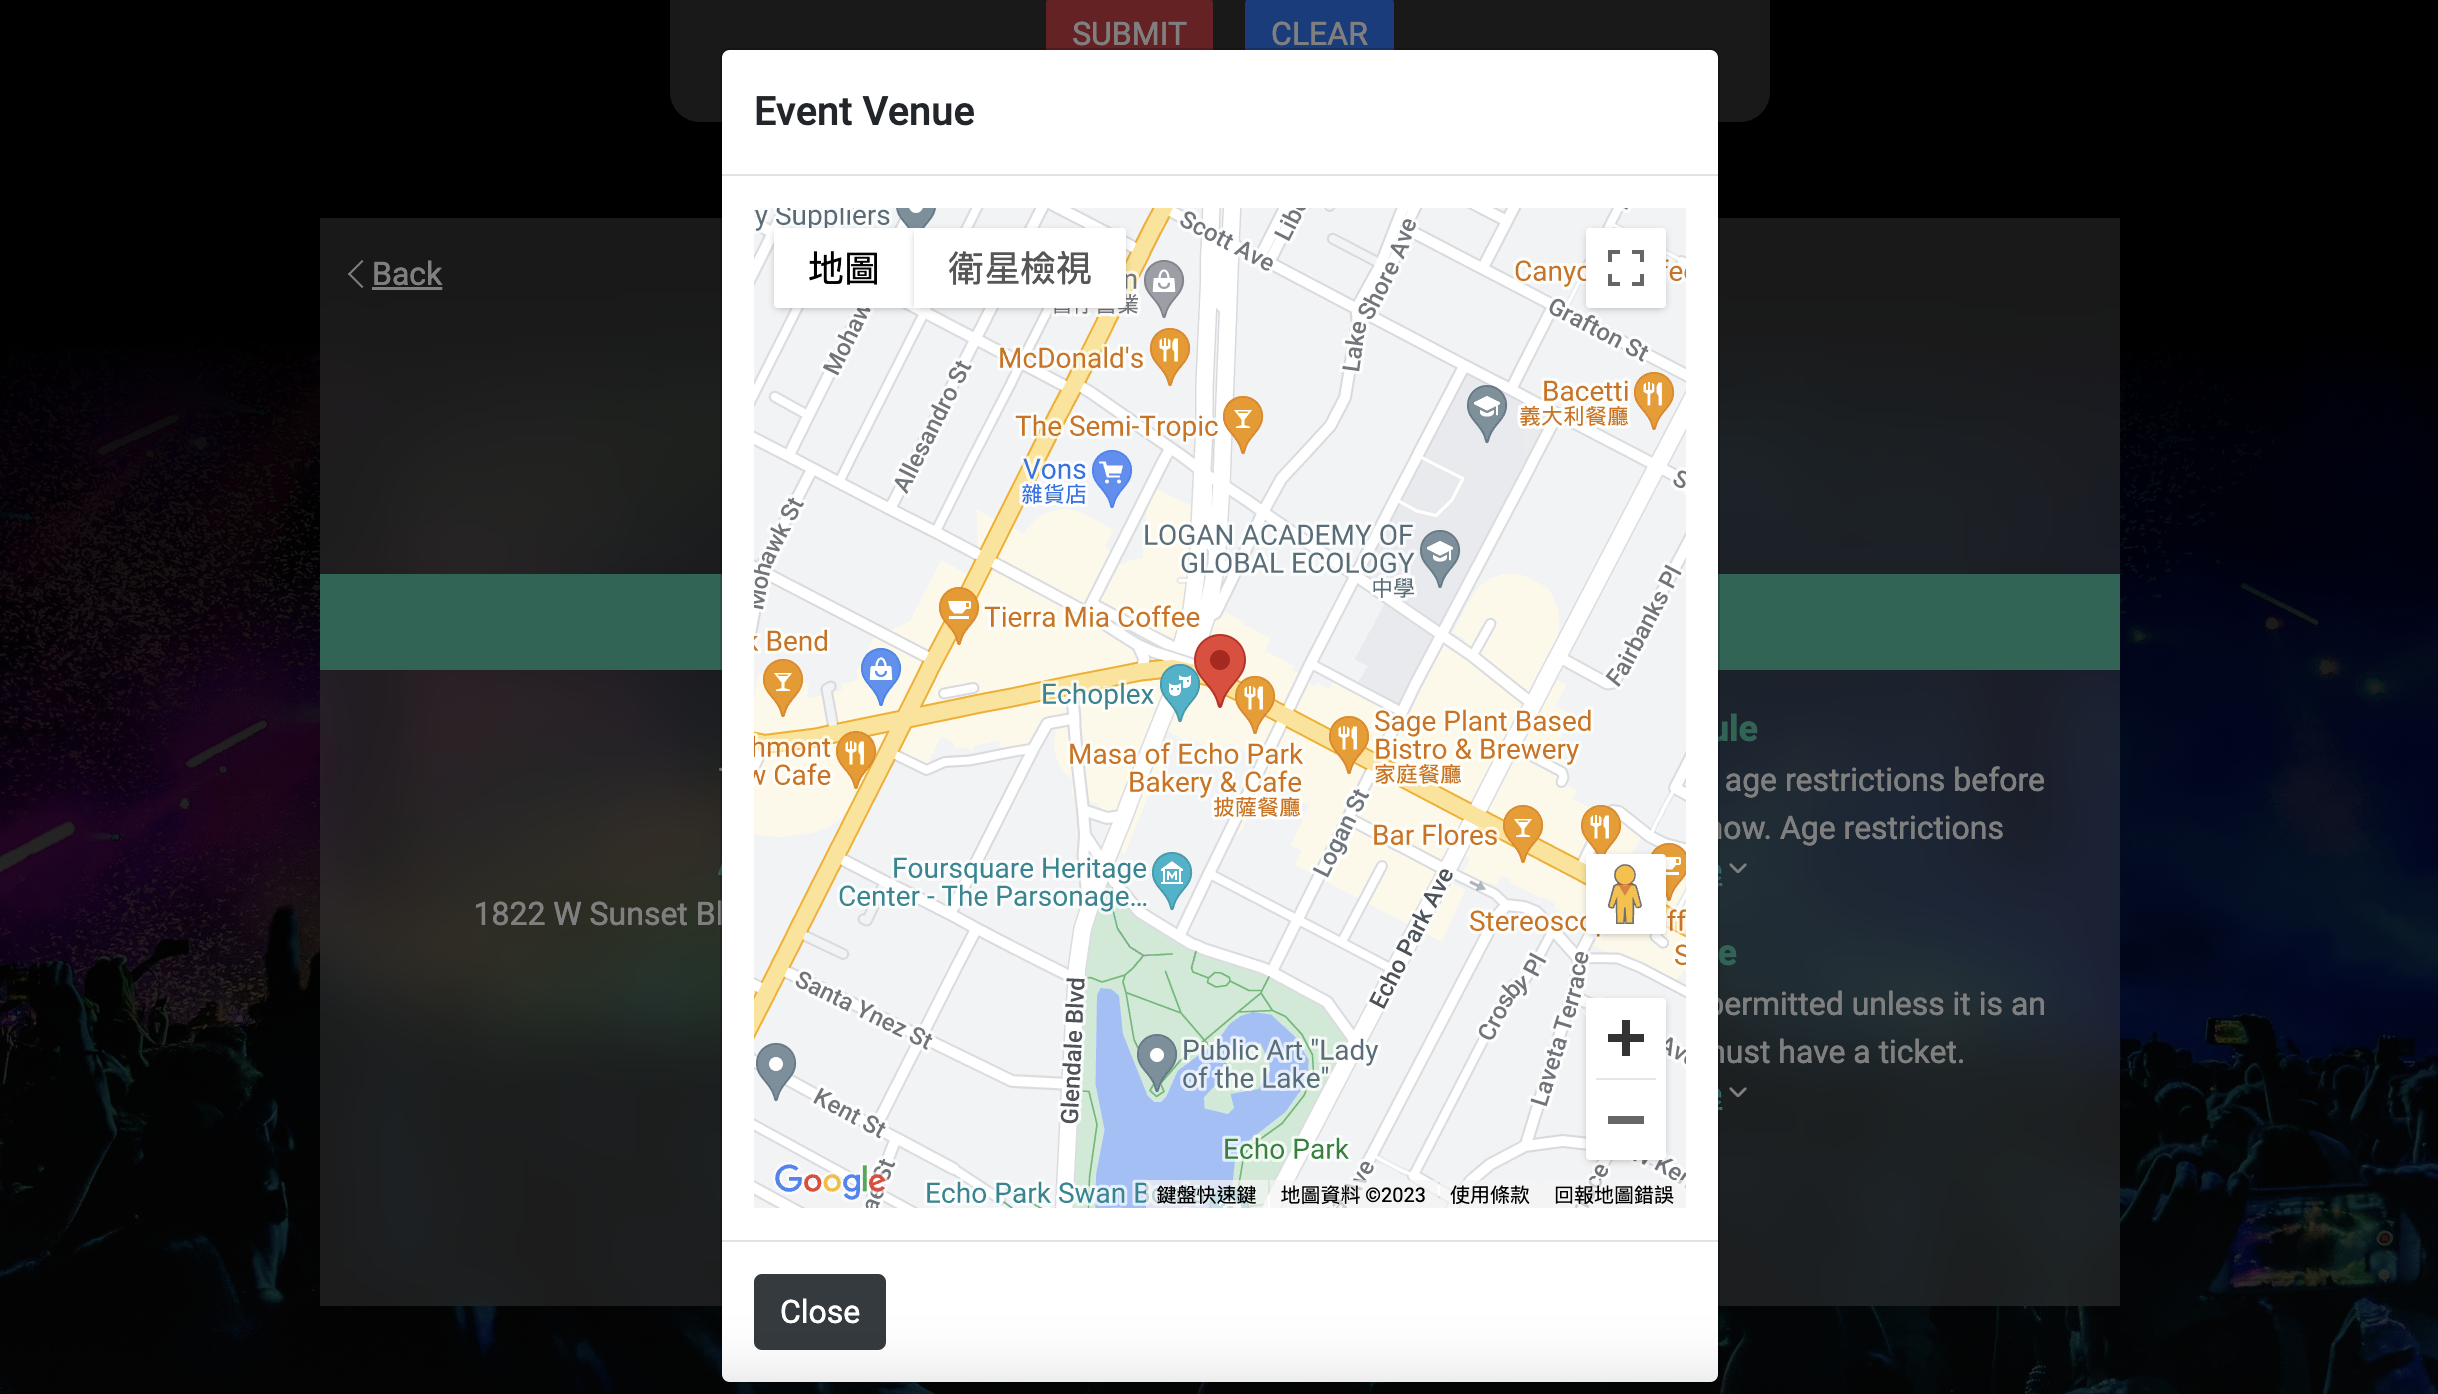 SUBMIT
CLEAR
Event Venue
Back
y Suppliers
Scott Ave
Lake Shore Ave
地圖
衛星檢視
Grafton St
McDonald's
Bacetti
義大利餐廳
The Semi-Tropic
Allesandro St
Vons
雜貨店
Mohawk St
LOGAN ACADEMY OF
GLOBAL ECOLOGY
中學
Fairbanks Pl
Tierra Mia Coffee
Bend
Echoplex
Sage Plant Based
Bistro & Brewery
家庭餐廳
Masa of Echo Park
Bakery & Cafe
披薩餐廳
Cafe
age restrictions before
Age restrictions
Logan St
Bar Flores
Foursquare Heritage
Center - The Parsonage...
1822 W Sunset Bl
Echo Park Ave
Crosby Pl
Laveta Terrace
Santa Ynez St
Glendale Blvd
permitted unless it is an
must have a ticket.
Public Art "Lady
of the Lake"
Kent St
Echo Park
Google
Echo Park Swan B
鍵盤快速鍵
地圖資料 ©2023
使用條款
回報地圖錯誤
Close